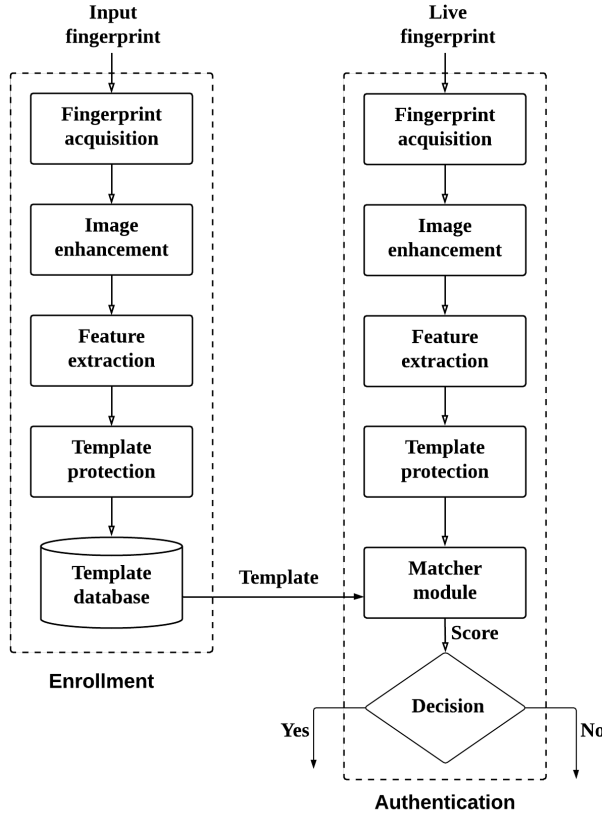 Input
fingerprint
Fingerprint
acquisition
Image
enhancement
Feature
extraction
Template
protection
Template
database
Enrollment
Template
Live
fingerprint
Fingerprint
acquisition
Image
enhancement
Feature
extraction
Template
protection
Matcher
module
Score
Decision
Yes
No
Authentication